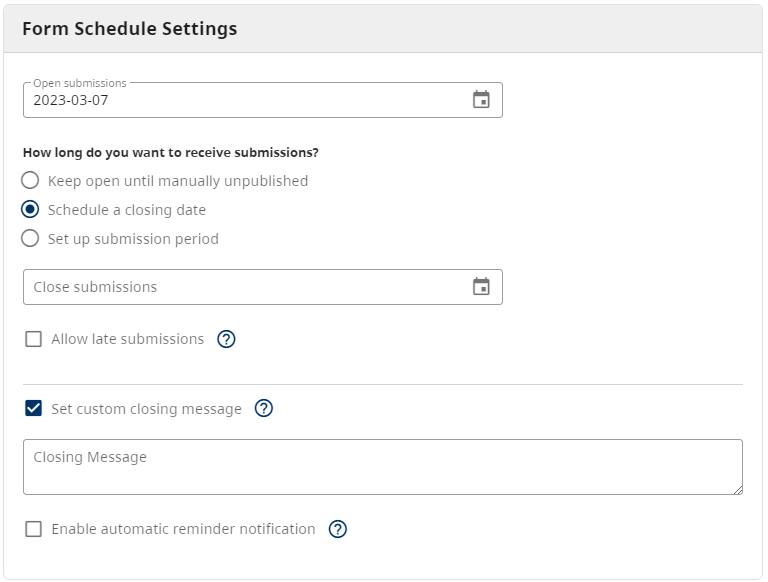 Form Schedule Settings
Open submissions
2023-03-07
How long do you want to receive submissions?
Keep open until manually unpublished
Schedule a closing date
Set up submission period
Close submissions
Allow late submissions ?
Set custom closing message ?
Closing Message
Enable automatic reminder notification ?